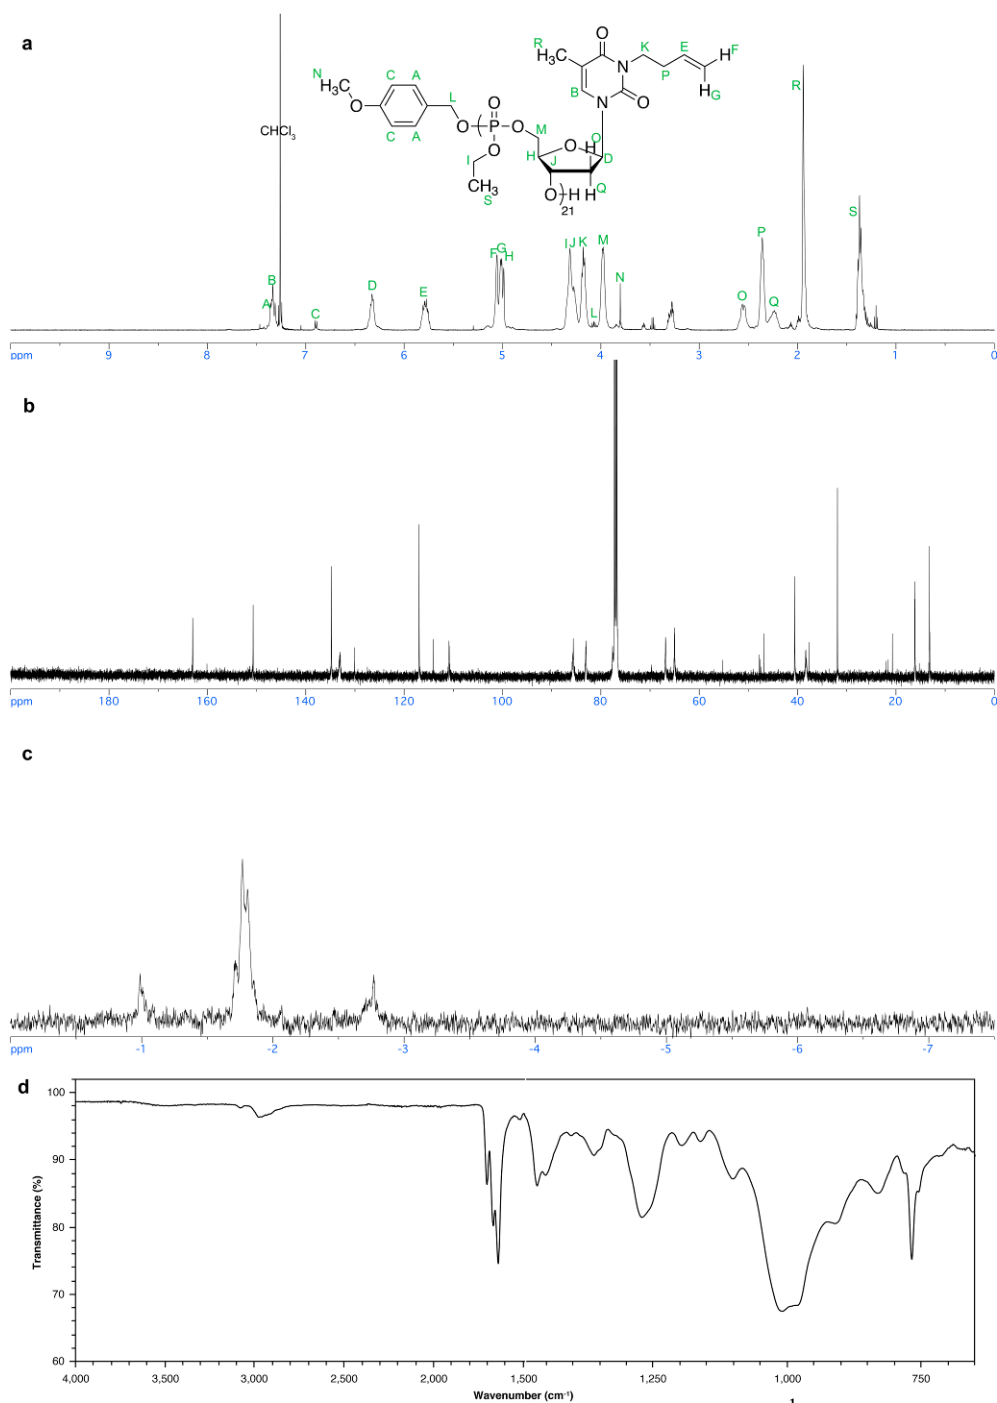 a
O
R
K
E
F
H₃C
N
H
N
C
A
P
H
H₃C
L
B
N
O
G
O
O
O
O
P
O
M
O
O
H
C
A
O
H
J
D
I
H
CH₃
O
H
Q
S
21
CHCl₃
A
B
C
D
E
F
G
H
I
J
K
L
M
N
O
P
Q
R
S
ppm 9 8 7 6 5 4 3 2 1 0
b
ppm 180 160 140 120 100 80 60 40 20 0
c
ppm -1 -2 -3 -4 -5 -6 -7
d
100
90
80
70
60
Transmittance (%)
4,000 3,500 3,000 2,500 2,000 1,500 1,250 1,000 750
Wavenumber (cm⁻¹)
1